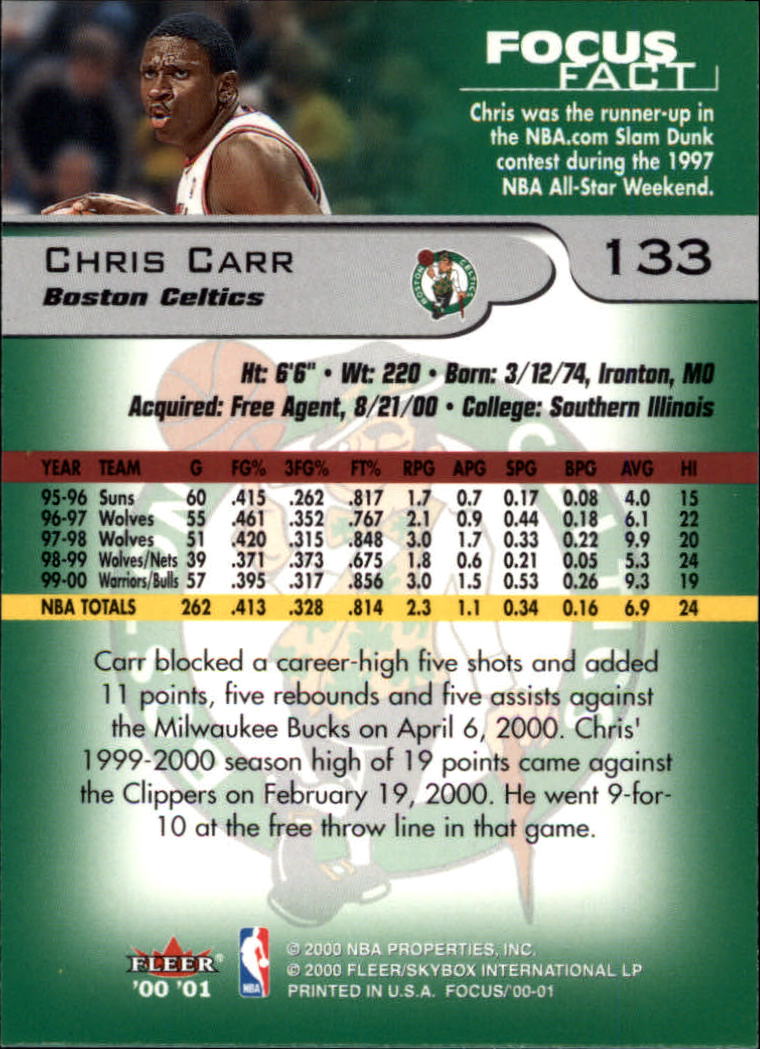 FOCUS
FACT
Chris was the runner-up in
the NBA.com Slam Dunk
contest during the 1997
NBA All-Star Weekend.
CHRIS CARR
Boston Celtics
BOSTON CELTICS
133
Ht: 6'6" • Wt: 220 • Born: 3/12/74, Ironton, MO
Acquired: Free Agent, 8/21/00 • College: Southern Illinois
YEAR TEAM G FG% 3FG% FT% RPG APG SPG BPG AVG HI
95-96 Suns 60 .415 .262 .817 1.7 0.7 0.17 0.08 4.0 15
96-97 Wolves 55 .461 .352 .767 2.1 0.9 0.44 0.18 6.1 22
97-98 Wolves 51 .420 .315 .848 3.0 1.7 0.33 0.22 9.9 20
98-99 Wolves/Nets 39 .371 .373 .675 1.8 0.6 0.21 0.05 5.3 24
99-00 Warriors/Bulls 57 .395 .317 .856 3.0 1.5 0.53 0.26 9.3 19
NBA TOTALS 262 .413 .328 .814 2.3 1.1 0.34 0.16 6.9 24
Carr blocked a career-high five shots and added
11 points, five rebounds and five assists against
the Milwaukee Bucks on April 6, 2000. Chris'
1999-2000 season high of 19 points came against
the Clippers on February 19, 2000. He went 9-for-
10 at the free throw line in that game.
FLEER®
'00 '01
NBA
© 2000 NBA PROPERTIES, INC.
© 2000 FLEER/SKYBOX INTERNATIONAL LP
PRINTED IN U.S.A. FOCUS/'00-01